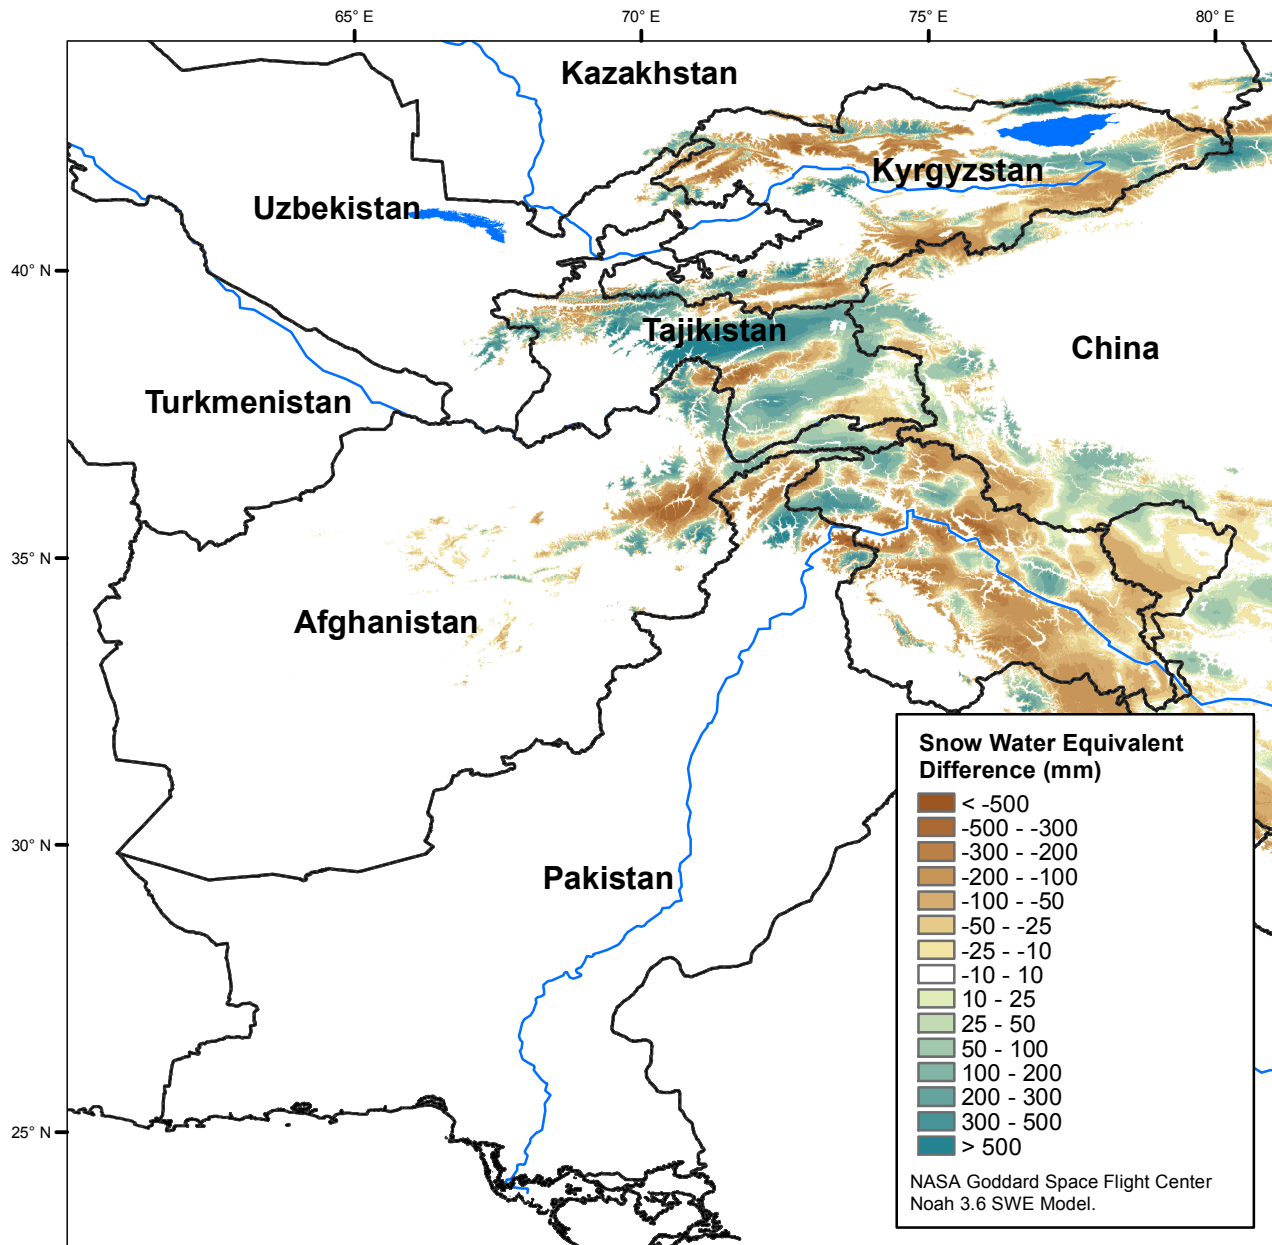 65° E
70° E
75° E
80° E
Kazakhstan
Kyrgyzstan
Uzbekistan
40° N
Tajikistan
China
Turkmenistan
35° N
Afghanistan
30° N
Pakistan
25° N
Snow Water Equivalent
Difference (mm)
< -500
-500 - -300
-300 - -200
-200 - -100
-100 - -50
-50 - -25
-25 - -10
-10 - 10
10 - 25
25 - 50
50 - 100
100 - 200
200 - 300
300 - 500
> 500
NASA Goddard Space Flight Center
Noah 3.6 SWE Model.